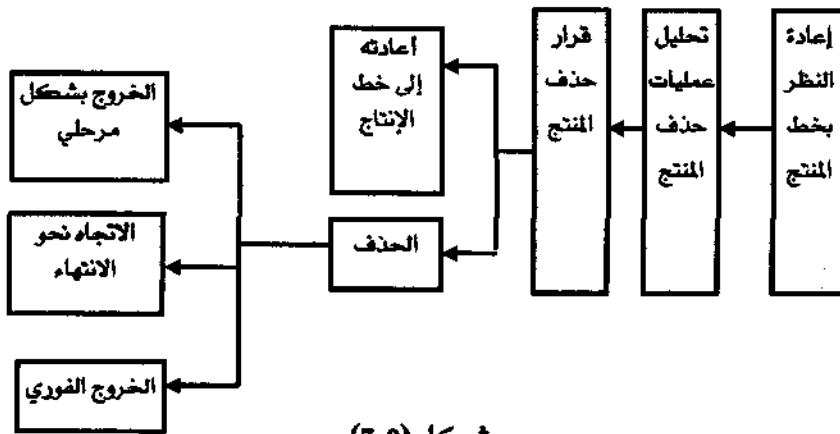 إعادة
النظر
بخط
المنتج
تحليل
عمليات
حذف
المنتج
قرار
حذف
المنتج
أعادته
إلى خط
الإنتاج
الحذف
الخروج بشكل
مرحلي
الاتجاه نحو
الانتهاء
الخروج الفوري